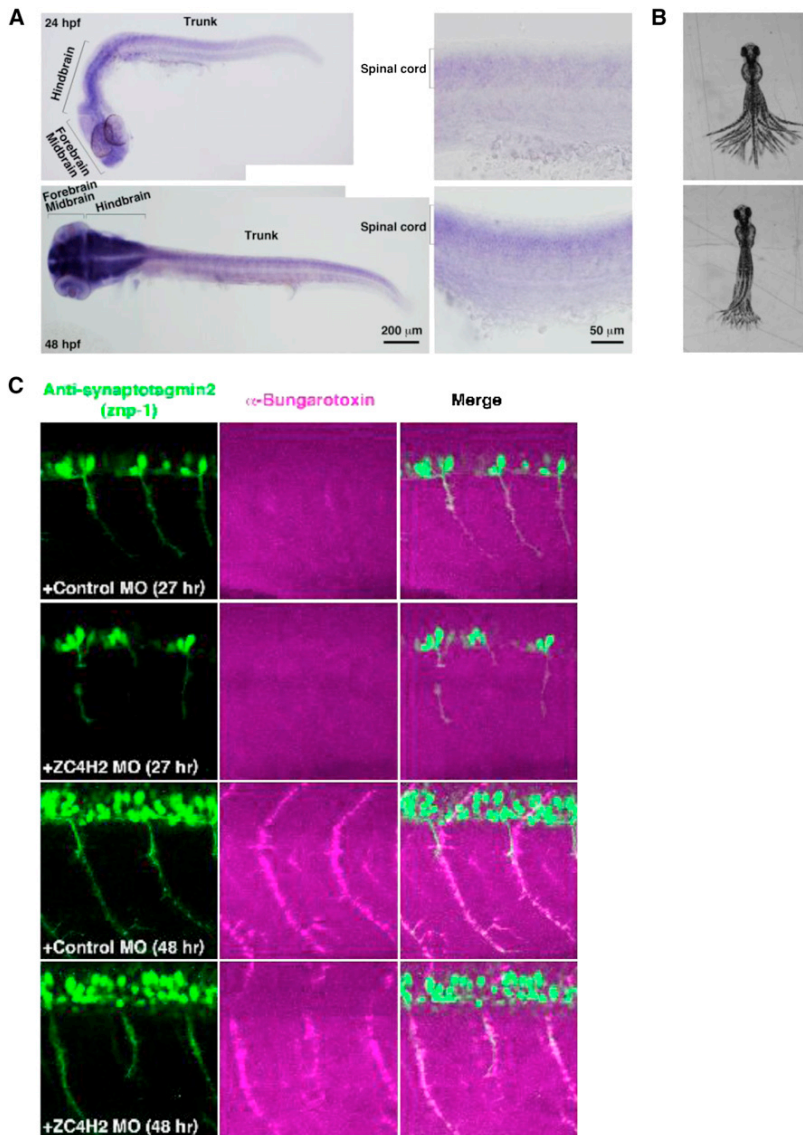 A
24 hpf
Trunk
Hindbrain
Forebrain
Midbrain
Spinal cord
B
Forebrain
Midbrain
Hindbrain
Trunk
Spinal cord
48 hpf
200 μm
50 μm
C
Anti-synaptotagmin2
(znp-1)
α-Bungarotoxin
Merge
+Control MO (27 hr)
+ZC4H2 MO (27 hr)
+Control MO (48 hr)
+ZC4H2 MO (48 hr)